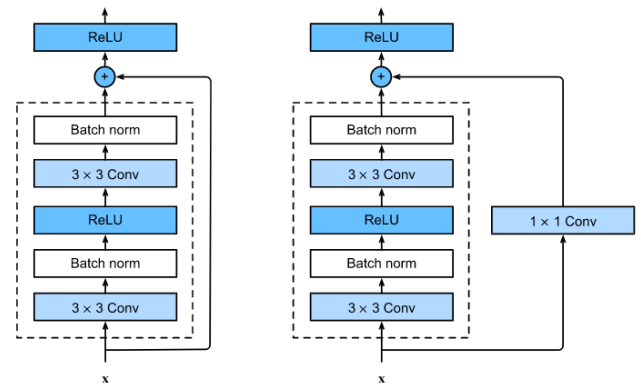 ReLU
+
Batch norm
3 × 3 Conv
ReLU
Batch norm
3 × 3 Conv
x
ReLU
+
Batch norm
3 × 3 Conv
ReLU
Batch norm
3 × 3 Conv
1 × 1 Conv
x